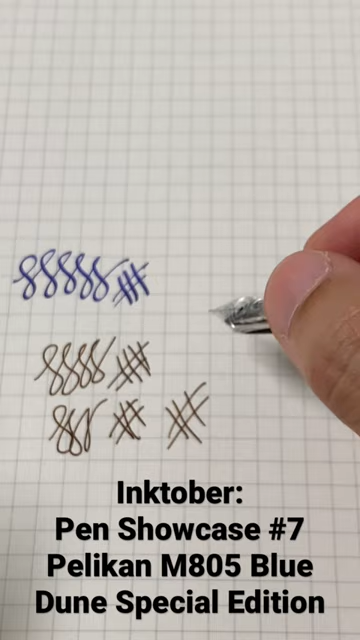 Inktober:
Pen Showcase #7
Pelikan M805 Blue
Dune Special Edition